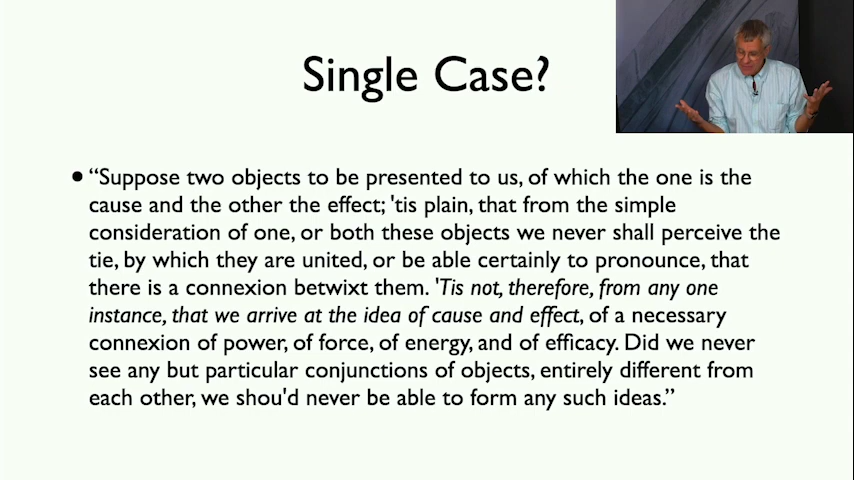 Single Case?
• “Suppose two objects to be presented to us, of which the one is the
cause and the other the effect; 'tis plain, that from the simple
consideration of one, or both these objects we never shall perceive the
tie, by which they are united, or be able certainly to pronounce, that
there is a connexion betwixt them. 'Tis not, therefore, from any one
instance, that we arrive at the idea of cause and effect, of a necessary
connexion of power, of force, of energy, and of efficacy. Did we never
see any but particular conjunctions of objects, entirely different from
each other, we shou'd never be able to form any such ideas.”